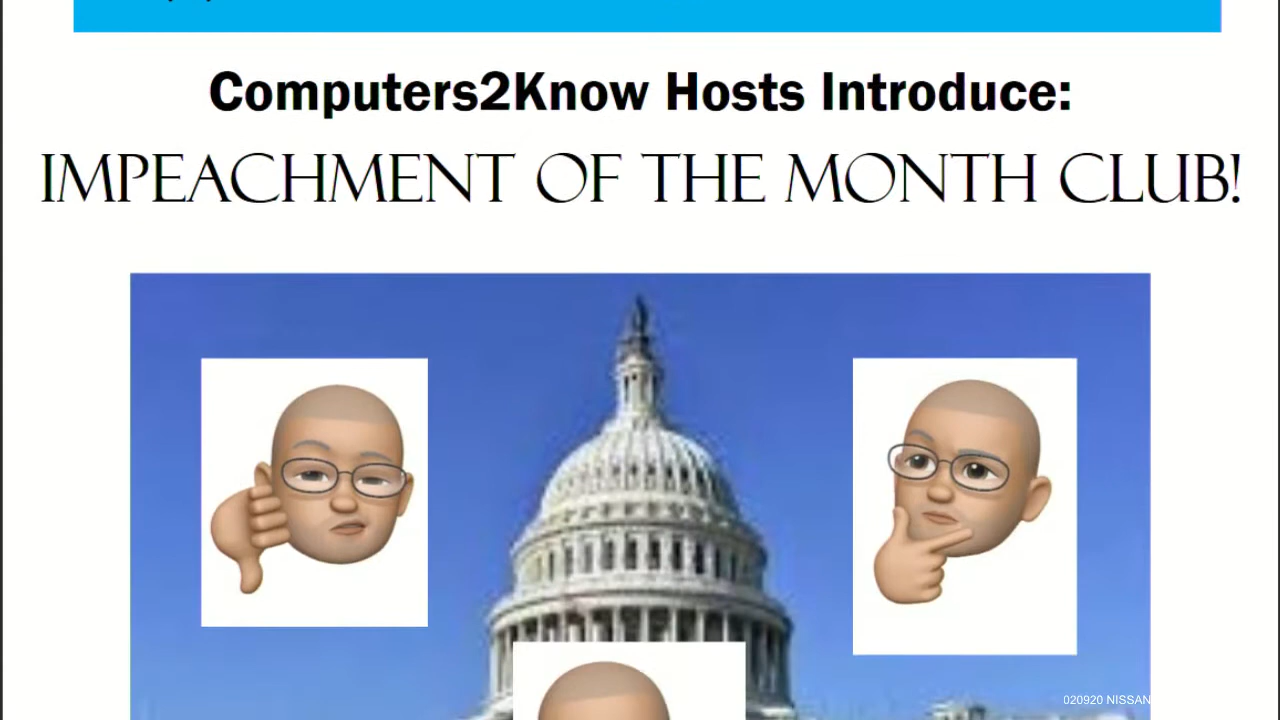 Computers2Know Hosts Introduce:
IMPEACHMENT OF THE MONTH CLUB!
020920 NISSAN